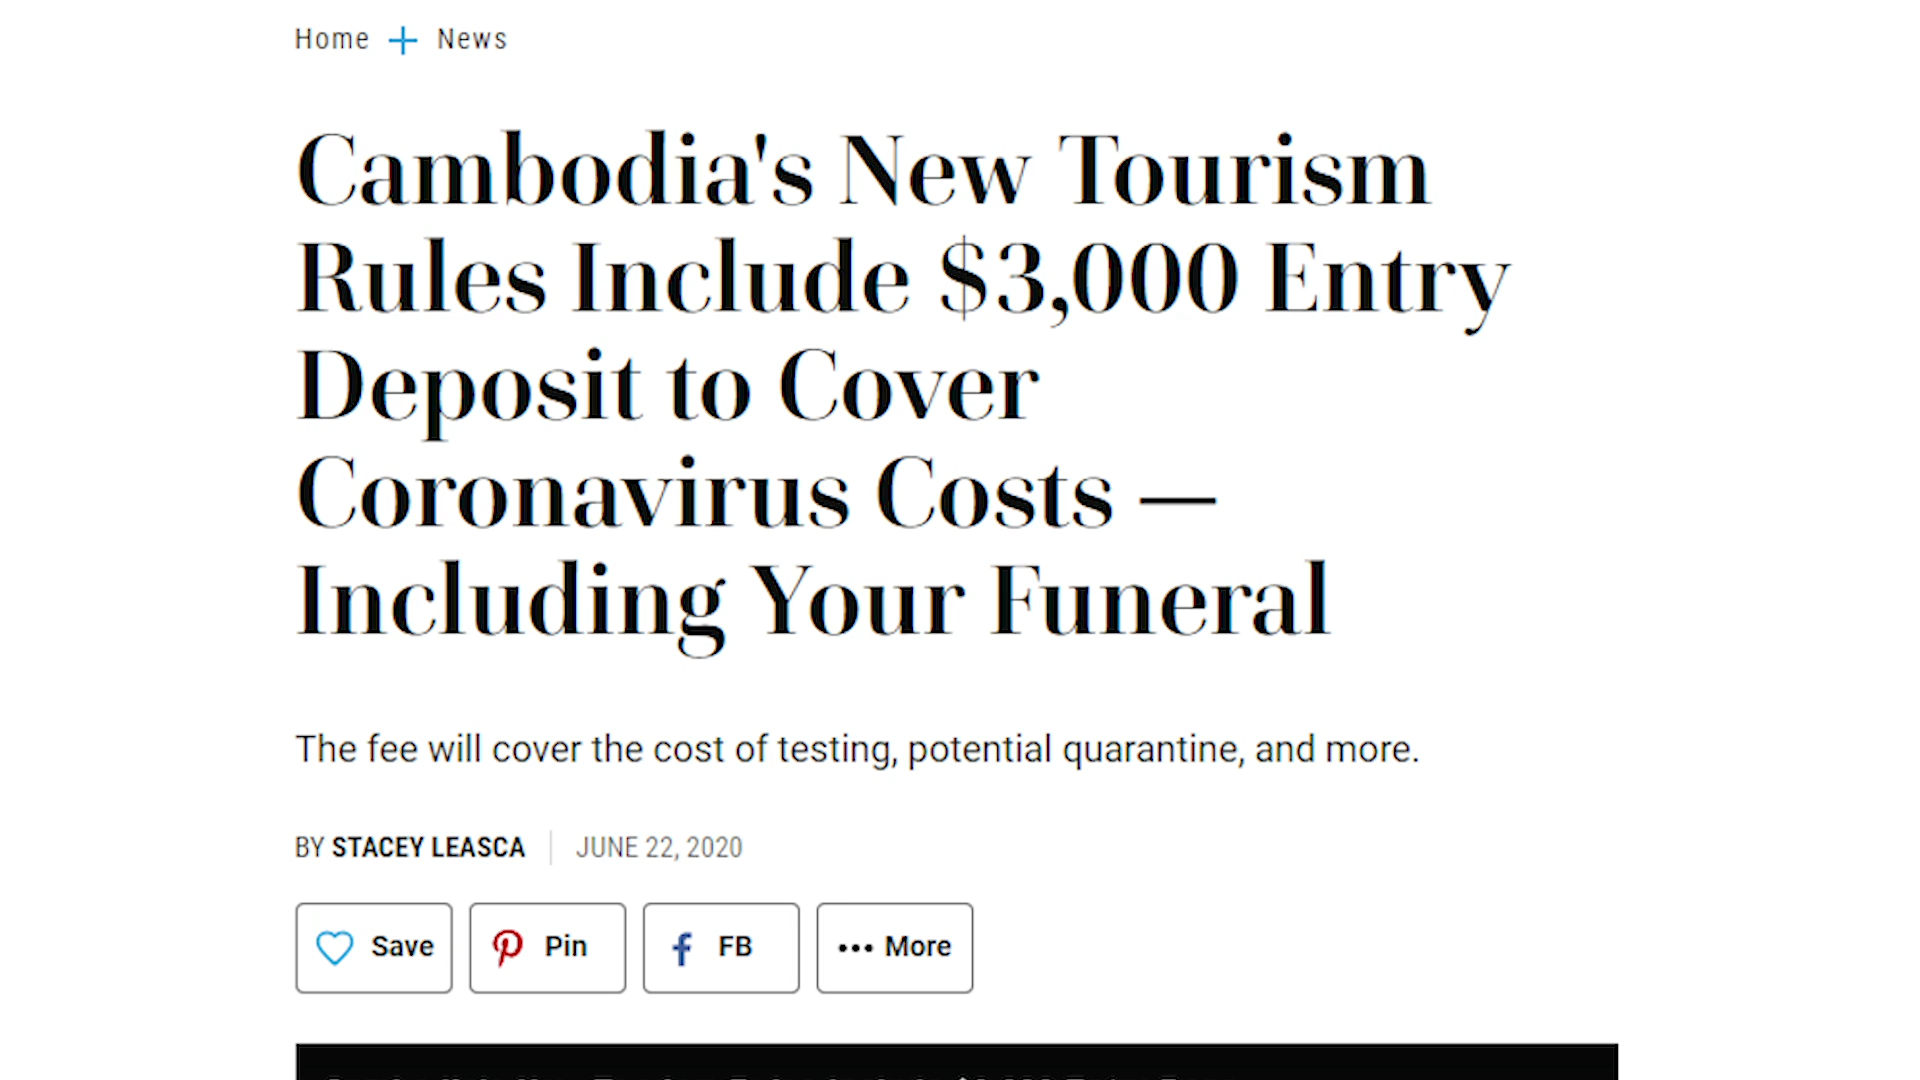 Home + News
Cambodia's New Tourism
Rules Include $3,000 Entry
Deposit to Cover
Coronavirus Costs —
Including Your Funeral
The fee will cover the cost of testing, potential quarantine, and more.
BY STACEY LEASCA | JUNE 22, 2020
Save Pin FB More